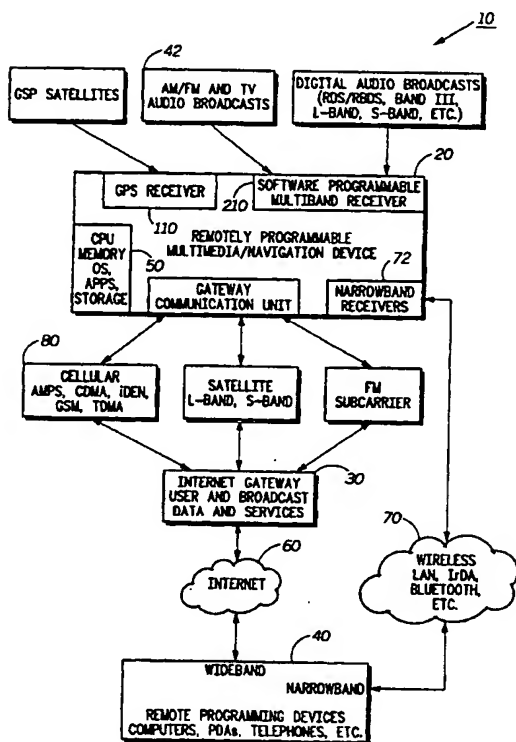 10
42
GSP SATELLITES
AM/FM AND TV
AUDIO BROADCASTS
DIGITAL AUDIO BROADCASTS
(RDS/RBDS, BAND III,
L-BAND, S-BAND, ETC.)
20
GPS RECEIVER
210
SOFTWARE PROGRAMMABLE
MULTIBAND RECEIVER
110
CPU
MEMORY
OS,
APPS,
STORAGE
50
REMOTELY PROGRAMMABLE
MULTIMEDIA/NAVIGATION DEVICE
72
GATEWAY
COMMUNICATION UNIT
NARROWBAND
RECEIVERS
80
CELLULAR
AMPS, CDMA, iDEN,
GSM, TDMA
SATELLITE
L-BAND, S-BAND
FM
SUBCARRIER
30
INTERNET GATEWAY
USER AND BROADCAST
DATA AND SERVICES
70
WIRELESS
LAN, IrDA,
BLUETOOTH,
ETC.
60
INTERNET
40
WIDEBAND
NARROWBAND
REMOTE PROGRAMMING DEVICES
COMPUTERS, PDAs, TELEPHONES, ETC.